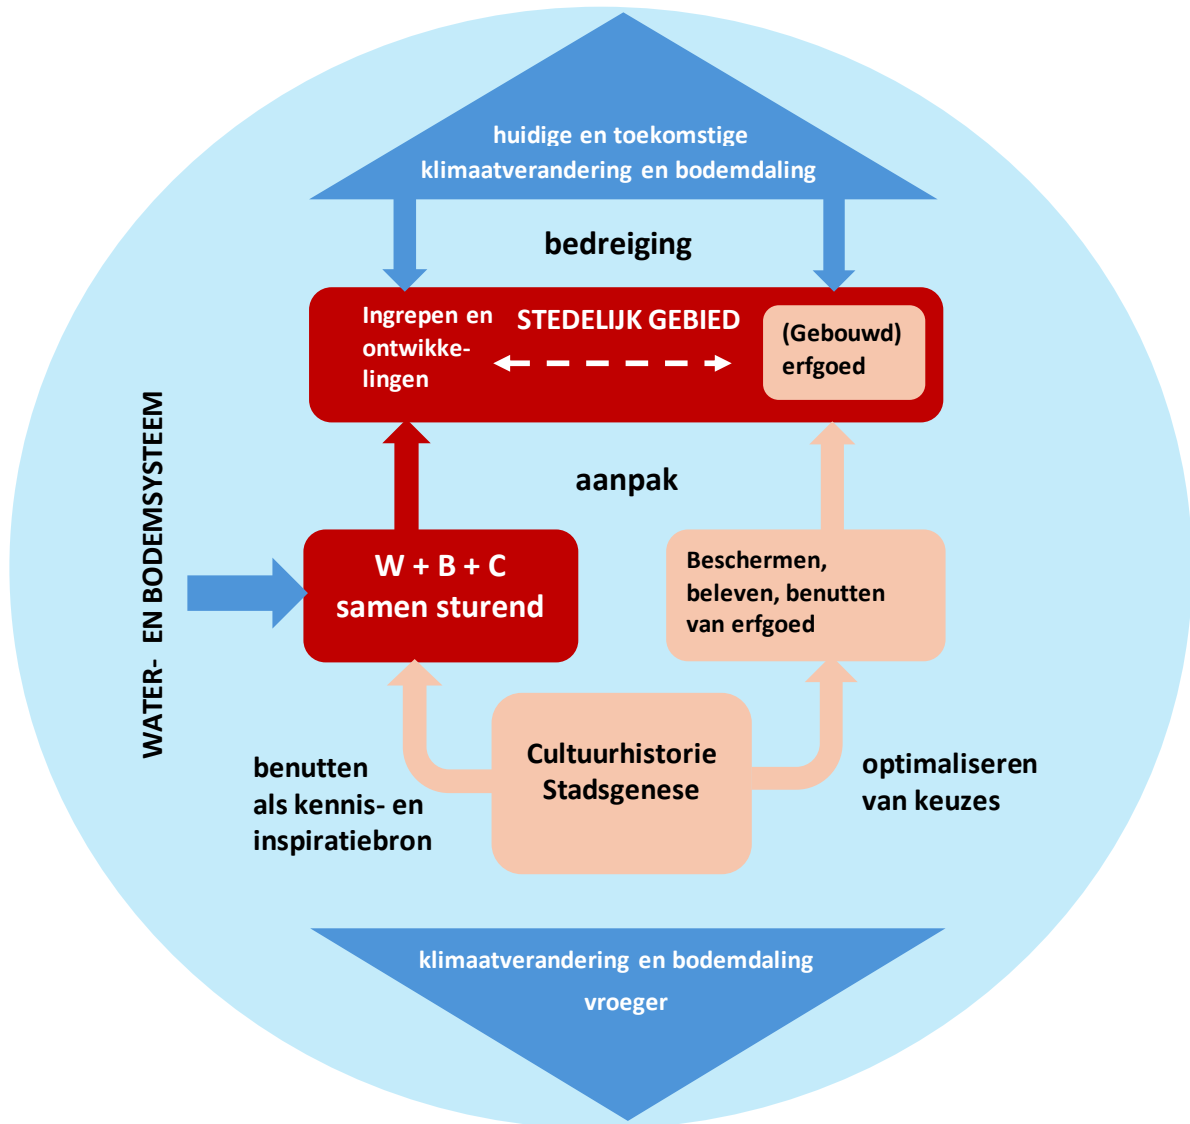 huidige en toekomstige
klimaatverandering en bodemdaling
bedreiging
Ingrepen en
ontwikke-
lingen
STEDELIJK GEBIED
(Gebouwd)
erfgoed
aanpak
WATER- EN BODEMSYSTEEM
W + B + C
samen sturend
Beschermen,
beleven, benutten
van erfgoed
benutten
als kennis- en
inspiratiebron
Cultuurhistorie
Stadsgenese
optimaliseren
van keuzes
klimaatverandering en bodemdaling
vroeger